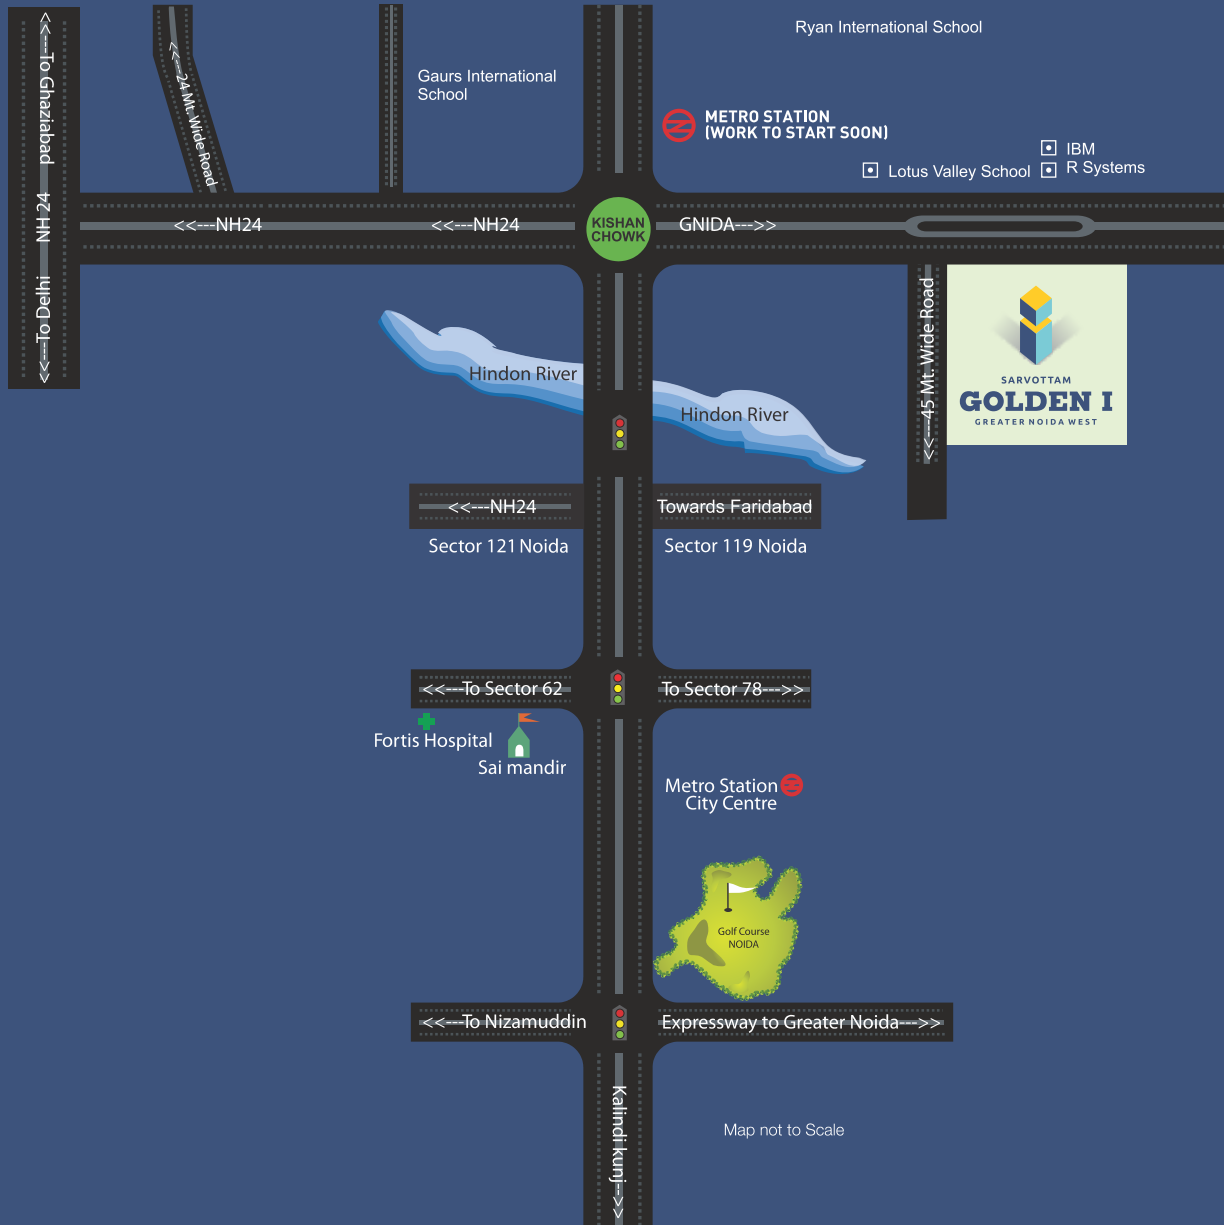 <<---To Ghaziabad
NH 24
<<----To Delhi
<<---24 Mt. Wide Road
Gaurs International
School
Ryan International School
METRO STATION
(WORK TO START SOON)
IBM
Lotus Valley School
R Systems
<<---NH24
<<---NH24
KISHAN
CHOWK
GNIDA--->>
<<---45 Mt. Wide Road
SARVOTTAM
GOLDEN I
GREATER NOIDA WEST
Hindon River
Hindon River
<<---NH24
Towards Faridabad
Sector 121 Noida
Sector 119 Noida
<<---To Sector 62
To Sector 78--->>
Fortis Hospital
Sai mandir
Metro Station
City Centre
Golf Course
NOIDA
<<---To Nizamuddin
Expressway to Greater Noida--->>
Kalindi kunj-->>
Map not to Scale